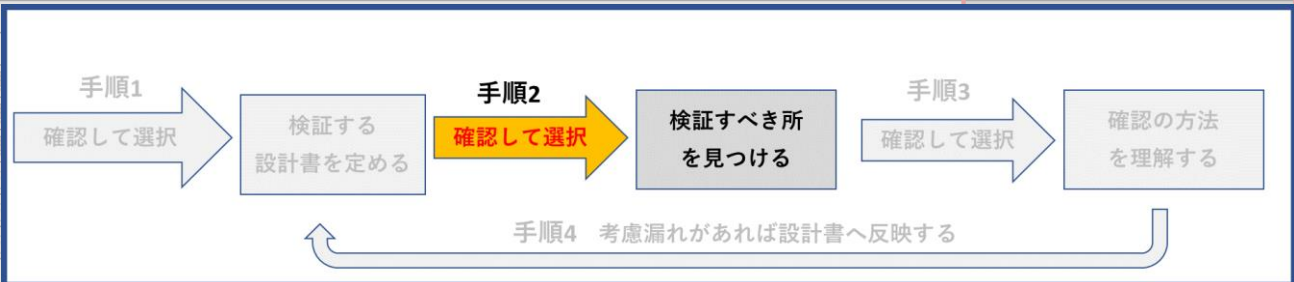 手順1
確認して選択
検証する
設計書を定める
手順2
確認して選択
検証すべき所
を見つける
手順3
確認して選択
確認の方法
を理解する
手順4 考慮漏れがあれば設計書へ反映する